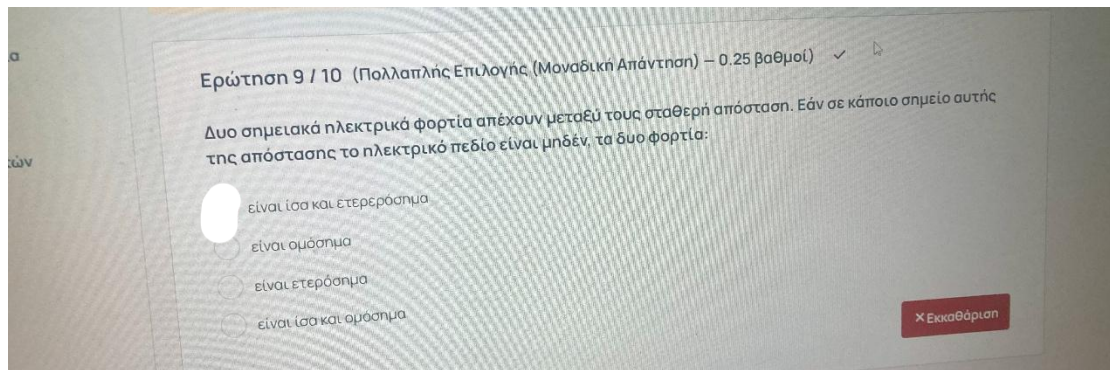 α
Ερώτηση 9 / 10 (Πολλαπλής Επιλογής (Μοναδική Απάντηση) – 0.25 βαθμοί) ✓
Δυο σημειακά ηλεκτρικά φορτία απέχουν μεταξύ τους σταθερή απόσταση. Εάν σε κάποιο σημείο αυτής
της απόστασης το ηλεκτρικό πεδίο είναι μηδέν, τα δυο φορτία:
τών
είναι ίσα και ετερερόσημα
είναι ομόσημα
είναι ετερόσημα
είναι ίσα και ομόσημα
× Εκκαθάριση